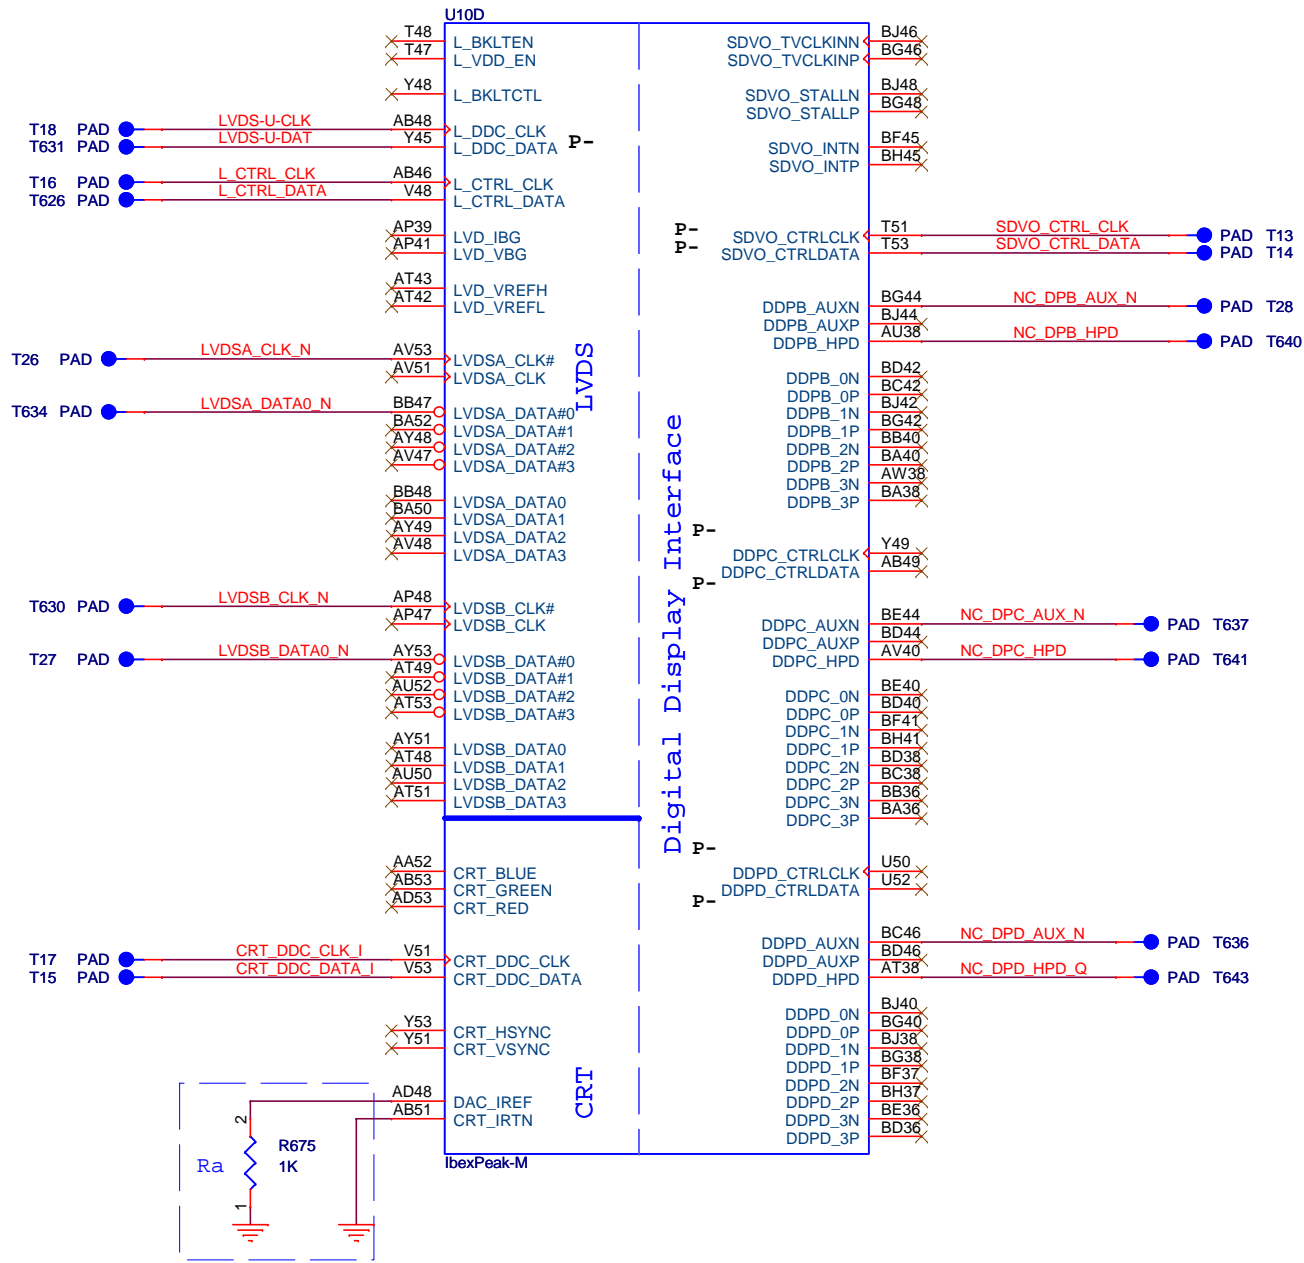 U10D
T48 L_BKLTEN
T47 L_VDD_EN
Y48 L_BKLTCTL
T18 PAD LVDS-U-CLK AB48 L_DDC_CLK
T631 PAD LVDS-U-DAT Y45 L_DDC_DATA P-
T16 PAD L_CTRL_CLK AB46 L_CTRL_CLK
T626 PAD L_CTRL_DATA V48 L_CTRL_DATA
AP39 LVD_IBG
AP41 LVD_VBG
AT43 LVD_VREFH
AT42 LVD_VREFL
T26 PAD LVDSA_CLK_N AV53 LVDSA_CLK#
AV51 LVDSA_CLK
T634 PAD LVDSA_DATA0_N BB47 LVDSA_DATA#0
BA52 LVDSA_DATA#1
AY48 LVDSA_DATA#2
AV47 LVDSA_DATA#3
BB48 LVDSA_DATA0
BA50 LVDSA_DATA1
AY49 LVDSA_DATA2
AV48 LVDSA_DATA3
T630 PAD LVDSB_CLK_N AP48 LVDSB_CLK#
AP47 LVDSB_CLK
T27 PAD LVDSB_DATA0_N AY53 LVDSB_DATA#0
AT49 LVDSB_DATA#1
AU52 LVDSB_DATA#2
AT53 LVDSB_DATA#3
AY51 LVDSB_DATA0
AT48 LVDSB_DATA1
AU50 LVDSB_DATA2
AT51 LVDSB_DATA3
LVDS
AA52 CRT_BLUE
AB53 CRT_GREEN
AD53 CRT_RED
T17 PAD CRT_DDC_CLK_I V51 CRT_DDC_CLK
T15 PAD CRT_DDC_DATA_I V53 CRT_DDC_DATA
Y53 CRT_HSYNC
Y51 CRT_VSYNC
AD48 DAC_IREF
AB51 CRT_IRTN
CRT
2
R675
Ra 1K
1
IbexPeak-M
Digital Display Interface
SDVO_TVCLKINN BJ46
SDVO_TVCLKINP BG46
SDVO_STALLN BJ48
SDVO_STALLP BG48
SDVO_INTN BF45
SDVO_INTP BH45
P- SDVO_CTRLCLK T51 SDVO_CTRL_CLK PAD T13
P- SDVO_CTRLDATA T53 SDVO_CTRL_DATA PAD T14
DDPB_AUXN BG44 NC_DPB_AUX_N PAD T28
DDPB_AUXP BJ44
DDPB_HPD AU38 NC_DPB_HPD PAD T640
DDPB_0N BD42
DDPB_0P BC42
DDPB_1N BJ42
DDPB_1P BG42
DDPB_2N BB40
DDPB_2P BA40
DDPB_3N AW38
DDPB_3P BA38
P-
DDPC_CTRLCLK Y49
DDPC_CTRLDATA AB49
P-
DDPC_AUXN BE44 NC_DPC_AUX_N PAD T637
DDPC_AUXP BD44
DDPC_HPD AV40 NC_DPC_HPD PAD T641
DDPC_0N BE40
DDPC_0P BD40
DDPC_1N BF41
DDPC_1P BH41
DDPC_2N BD38
DDPC_2P BC38
DDPC_3N BB36
DDPC_3P BA36
P-
DDPD_CTRLCLK U50
DDPD_CTRLDATA U52
P-
DDPD_AUXN BC46 NC_DPD_AUX_N PAD T636
DDPD_AUXP BD46
DDPD_HPD AT38 NC_DPD_HPD_Q PAD T643
DDPD_0N BJ40
DDPD_0P BG40
DDPD_1N BJ38
DDPD_1P BG38
DDPD_2N BF37
DDPD_2P BH37
DDPD_3N BE36
DDPD_3P BD36